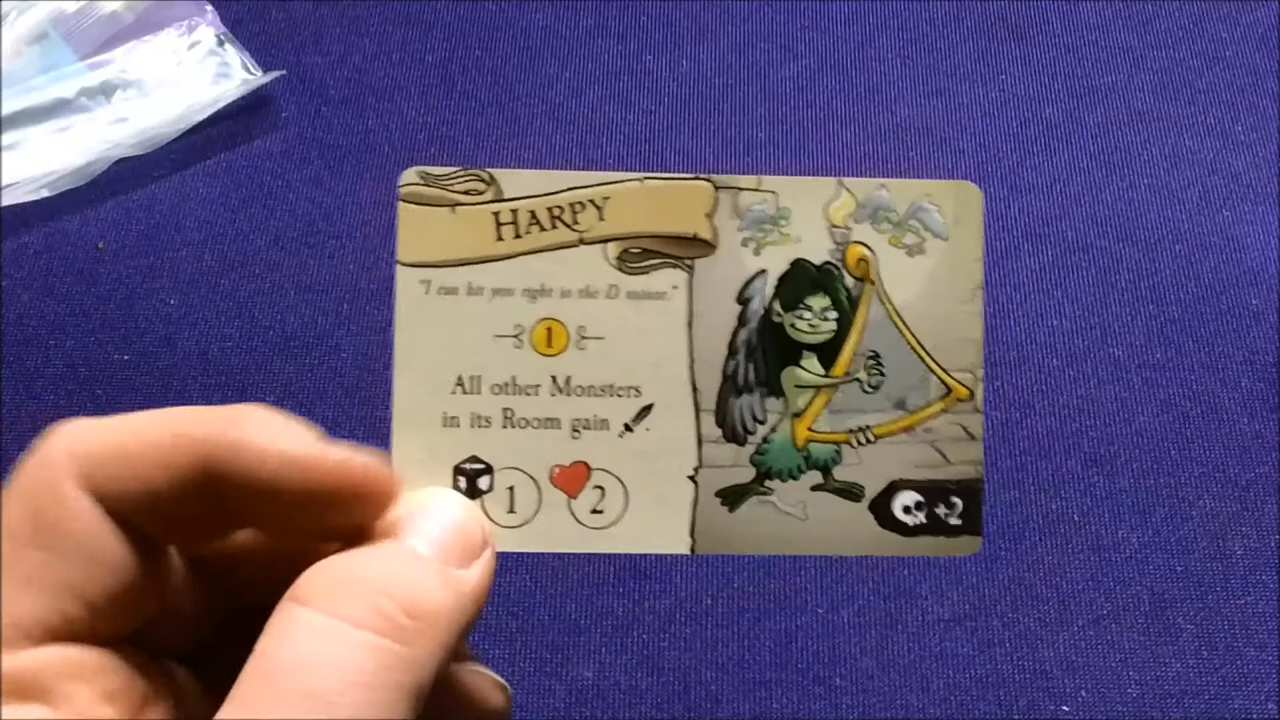 HARPY
"I can hit you right in the D minor."
1
All other Monsters
in its Room gain .
1 2
+2